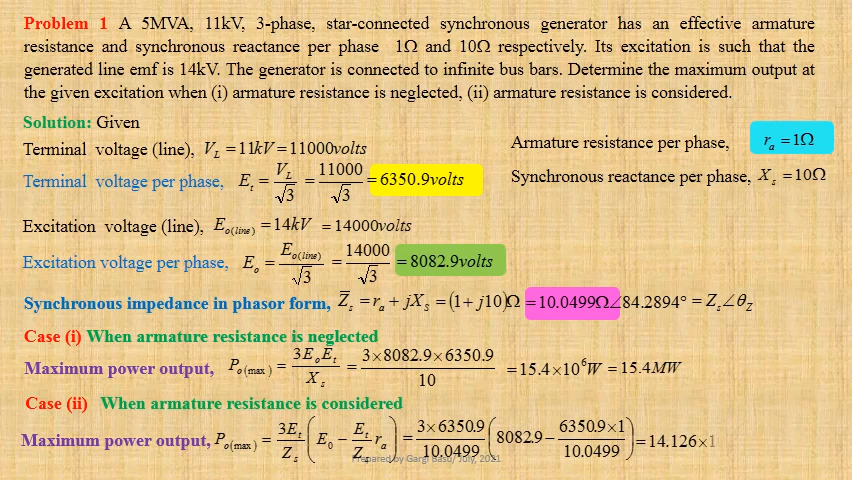 Problem 1 A 5MVA, 11kV, 3-phase, star-connected synchronous generator has an effective armature
resistance and synchronous reactance per phase 1Ω and 10Ω respectively. Its excitation is such that the
generated line emf is 14kV. The generator is connected to infinite bus bars. Determine the maximum output at
the given excitation when (i) armature resistance is neglected, (ii) armature resistance is considered.
Solution: Given
Terminal voltage (line), V_L = 11kV = 11000volts
Armature resistance per phase, r_a = 1Ω
Terminal voltage per phase, E_t = V_L/√3 = 11000/√3 = 6350.9volts
Synchronous reactance per phase, X_s = 10Ω
Excitation voltage (line), E_o(line) = 14kV = 14000volts
Excitation voltage per phase, E_o = E_o(line)/√3 = 14000/√3 = 8082.9volts
Synchronous impedance in phasor form, Z̅_s = r_a + jX_S = (1 + j10)Ω = 10.0499Ω∠84.2894° = Z_s∠θ_Z
Case (i) When armature resistance is neglected
Maximum power output, P_o(max) = 3E_oE_t/X_s = 3×8082.9×6350.9/10 = 15.4×10⁶W = 15.4MW
Case (ii) When armature resistance is considered
Maximum power output, P_o(max) = 3E_t/Z_s (E_0 − E_t/Z_s r_a) = 3×6350.9/10.0499 (8082.9 − 6350.9×1/10.0499) = 14.126×1
Prepared by Gargi Basu/ July, 2021